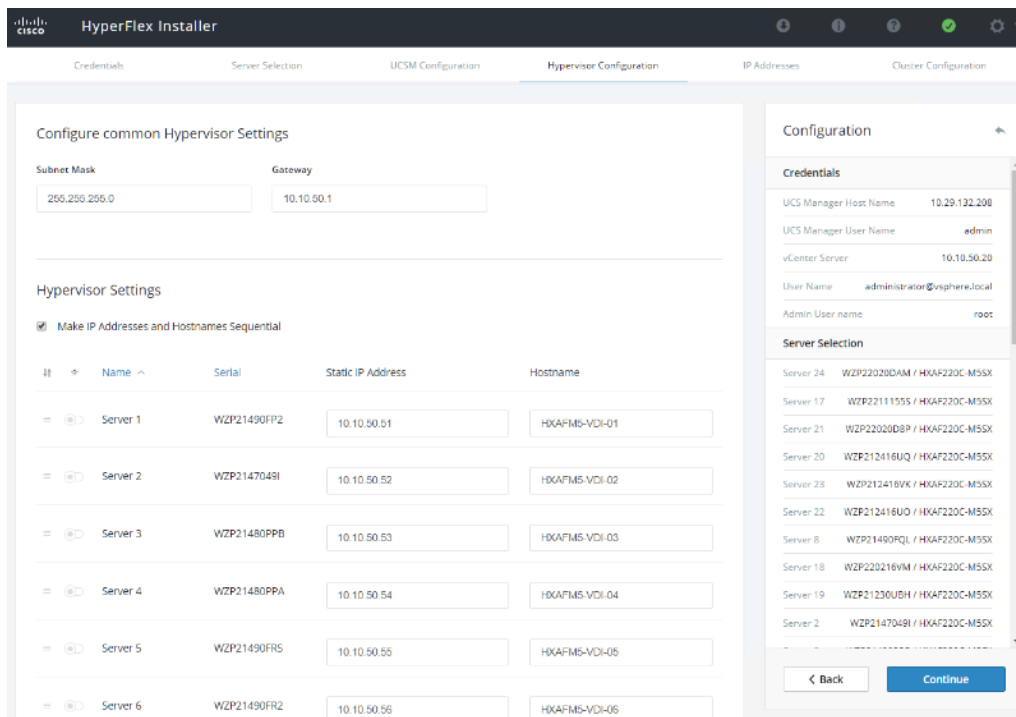 cisco HyperFlex Installer
Credentials Server Selection UCSM Configuration Hypervisor Configuration IP Addresses Cluster Configuration
Configure common Hypervisor Settings
Subnet Mask Gateway
255.255.255.0 10.10.50.1
Hypervisor Settings
Make IP Addresses and Hostnames Sequential
Name Serial Static IP Address Hostname
Server 1 WZP21490FP2 10.10.50.51 HXAFM5-VDI-01
Server 2 WZP2147049I 10.10.50.52 HXAFM5-VDI-02
Server 3 WZP21480PPB 10.10.50.53 HXAFM5-VDI-03
Server 4 WZP21480PPA 10.10.50.54 HXAFM5-VDI-04
Server 5 WZP21490FRS 10.10.50.55 HXAFM5-VDI-05
Server 6 WZP21490FR2 10.10.50.56 HXAFM5-VDI-06
Configuration
Credentials
UCS Manager Host Name 10.29.132.208
UCS Manager User Name admin
vCenter Server 10.10.50.20
User Name administrator@vsphere.local
Admin User name root
Server Selection
Server 24 WZP22020DAM / HXAF220C-M5SX
Server 17 WZP2211155S / HXAF220C-M5SX
Server 21 WZP22020D8P / HXAF220C-M5SX
Server 20 WZP212416UQ / HXAF220C-M5SX
Server 23 WZP212416VK / HXAF220C-M5SX
Server 22 WZP212416UO / HXAF220C-M5SX
Server 8 WZP21490FQL / HXAF220C-M5SX
Server 18 WZP220216VM / HXAF220C-M5SX
Server 19 WZP21230UBH / HXAF220C-M5SX
Server 2 WZP2147049I / HXAF220C-M5SX
< Back Continue